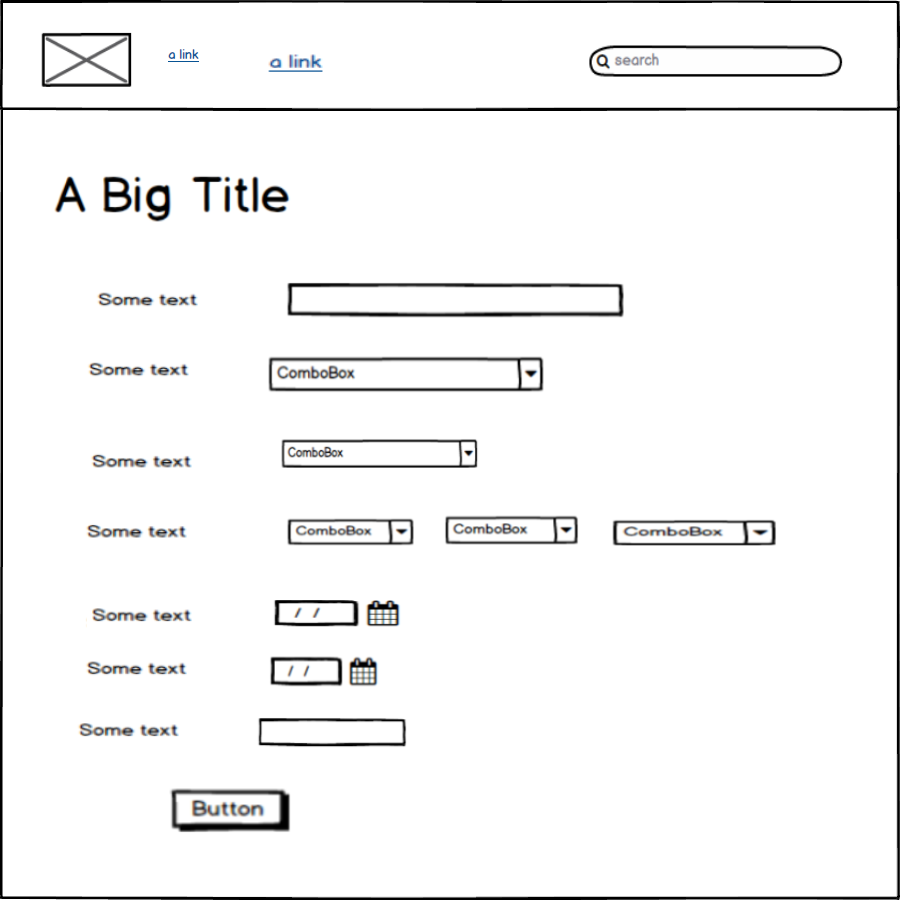 a link
a link
search
A Big Title
Some text
Some text
ComboBox
Some text
ComboBox
Some text
ComboBox
ComboBox
ComboBox
Some text
/ /
Some text
/ /
Some text
Button